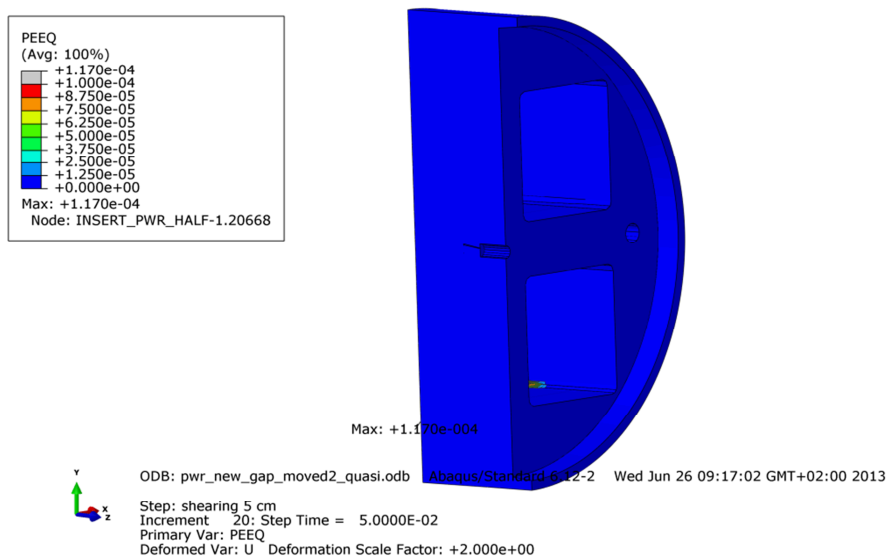 PEEQ
(Avg: 100%)
+1.170e-04
+1.000e-04
+8.750e-05
+7.500e-05
+6.250e-05
+5.000e-05
+3.750e-05
+2.500e-05
+1.250e-05
+0.000e+00
Max: +1.170e-04
Node: INSERT_PWR_HALF-1.20668
Max: +1.170e-004
ODB: pwr_new_gap_moved2_quasi.odb Abaqus/Standard 6.12-2 Wed Jun 26 09:17:02 GMT+02:00 2013
Y
X
Z
Step: shearing 5 cm
Increment 20: Step Time = 5.0000E-02
Primary Var: PEEQ
Deformed Var: U Deformation Scale Factor: +2.000e+00